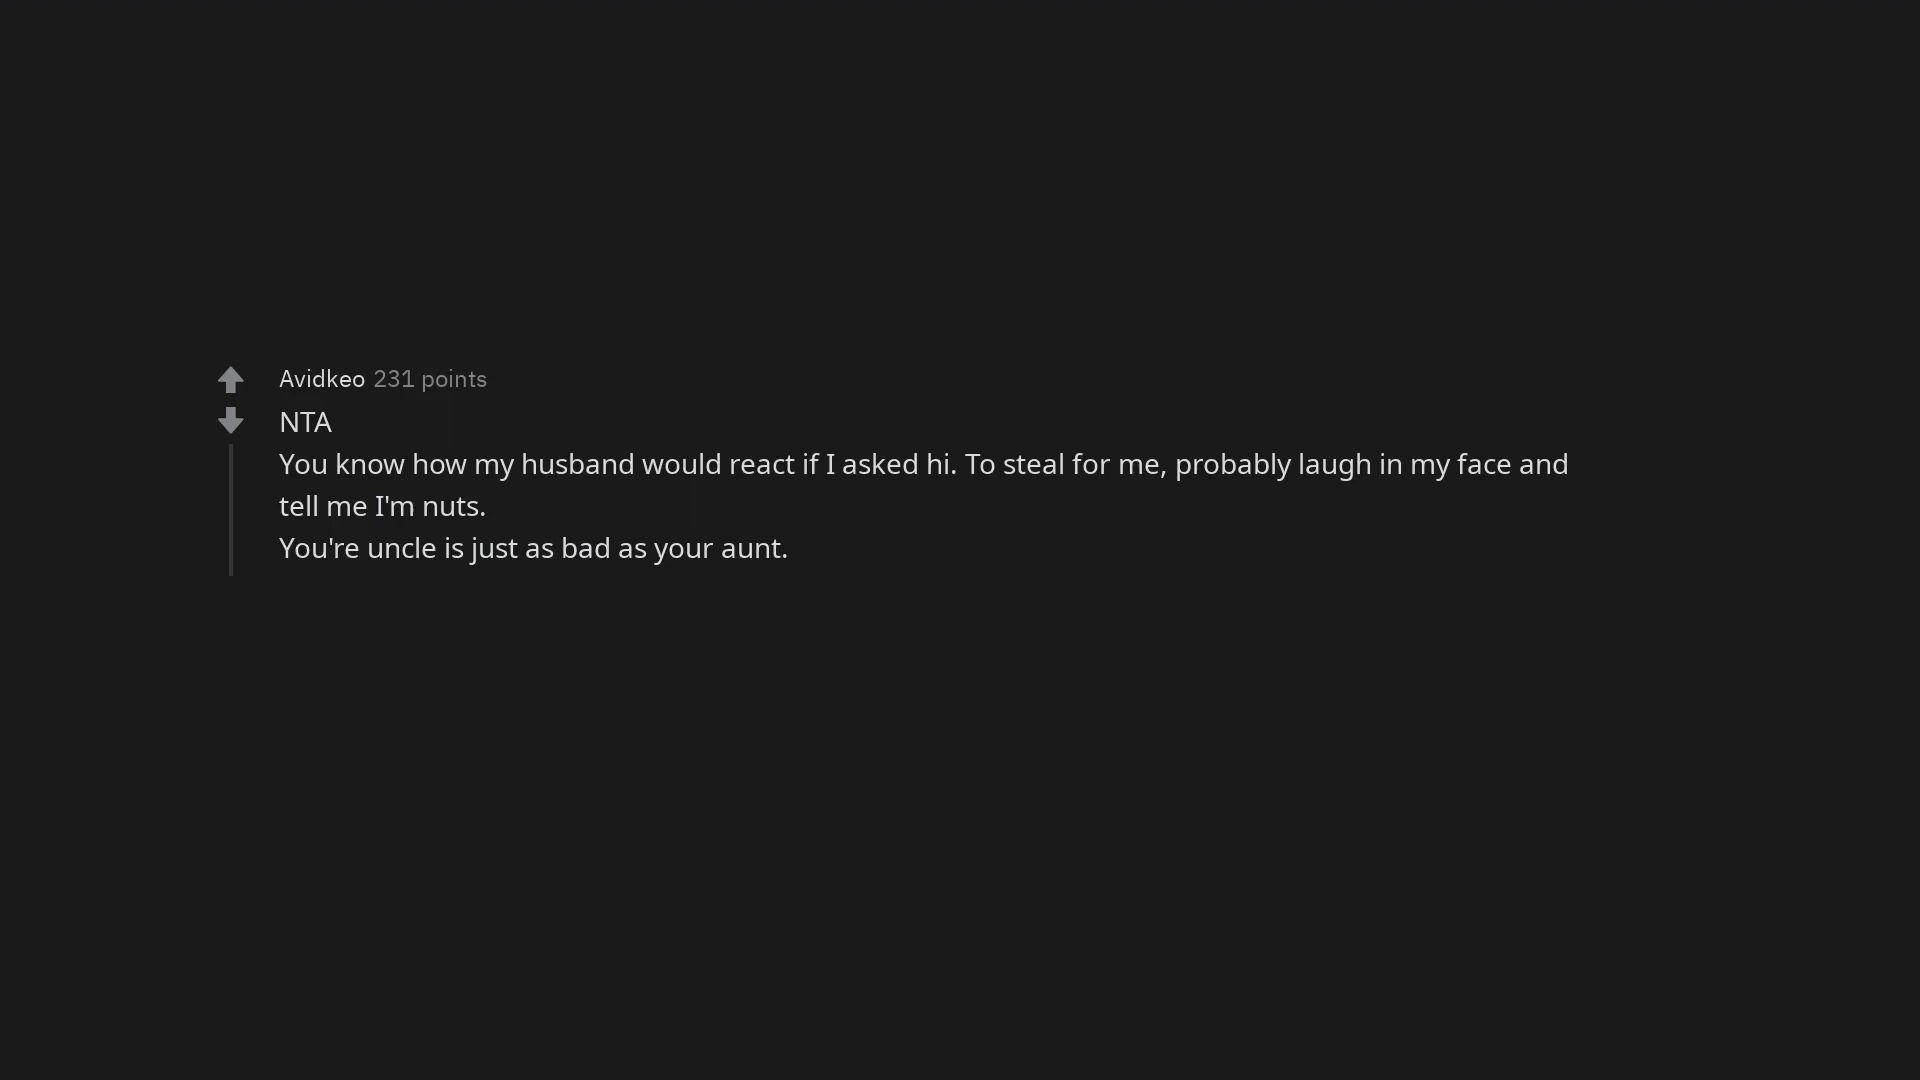 Avidkeo 231 points
NTA
You know how my husband would react if I asked hi. To steal for me, probably laugh in my face and
tell me I'm nuts.
You're uncle is just as bad as your aunt.